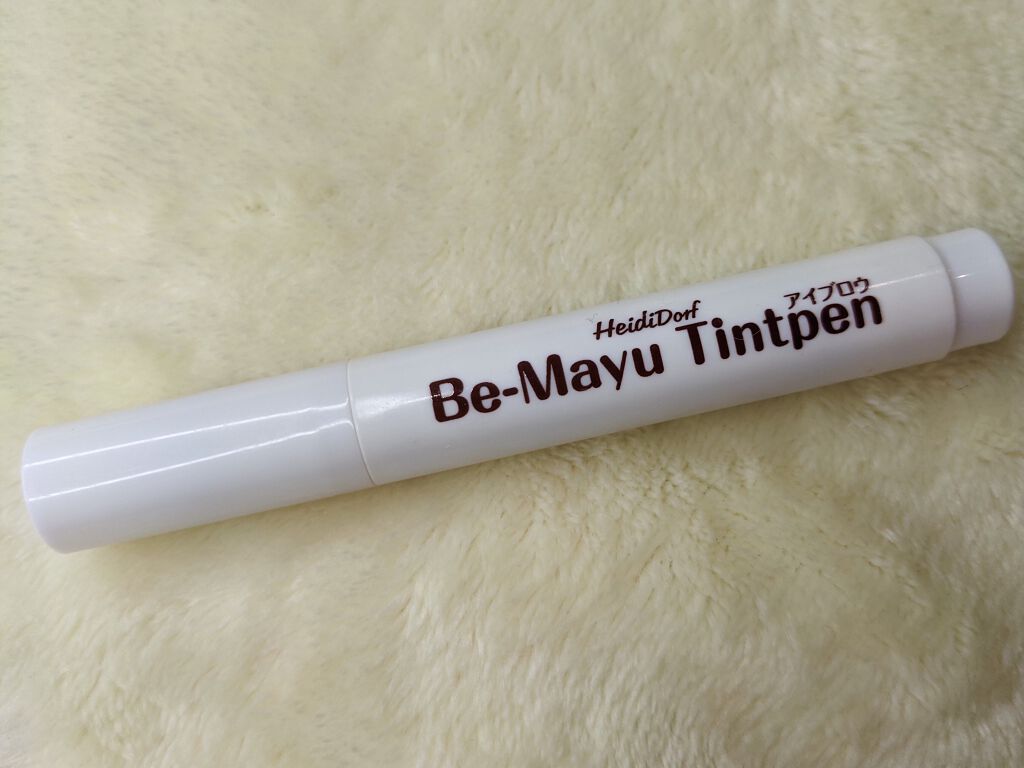 HeidiDorf
アイブロウ
Be-Mayu Tintpen